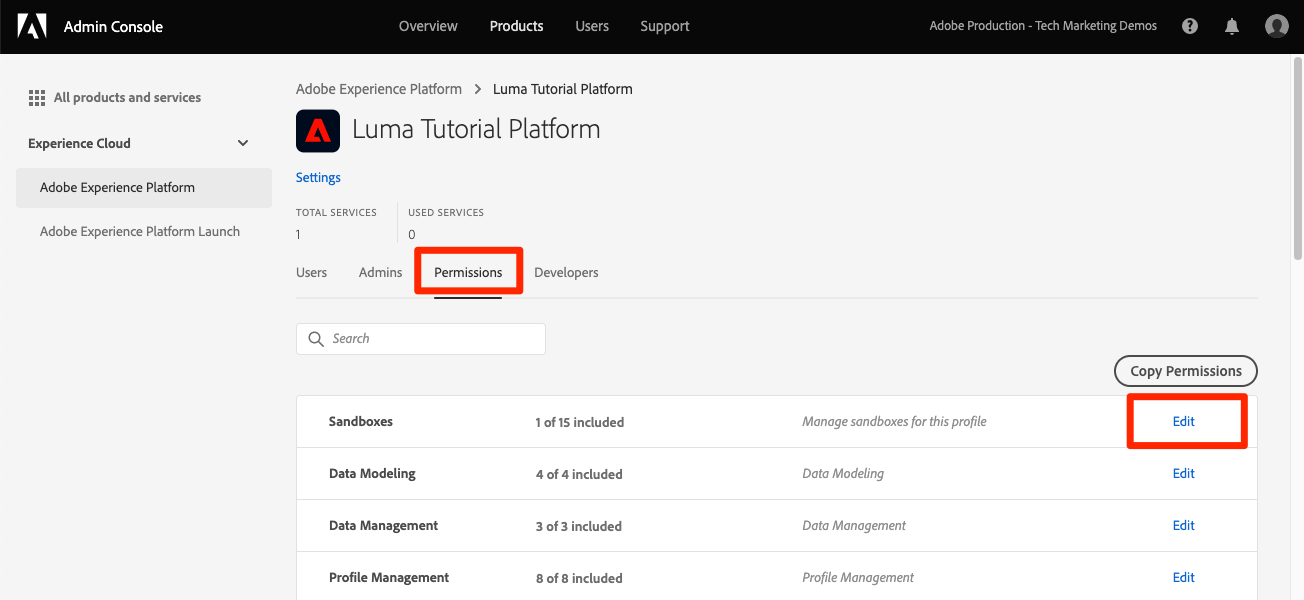 Admin Console Overview Products Users Support Adobe Production - Tech Marketing Demos
All products and services
Experience Cloud
Adobe Experience Platform
Adobe Experience Platform Launch
Adobe Experience Platform > Luma Tutorial Platform
Luma Tutorial Platform
Settings
TOTAL SERVICES USED SERVICES
1 0
Users Admins Permissions Developers
Search
Copy Permissions
Sandboxes 1 of 15 included Manage sandboxes for this profile Edit
Data Modeling 4 of 4 included Data Modeling Edit
Data Management 3 of 3 included Data Management Edit
Profile Management 8 of 8 included Profile Management Edit